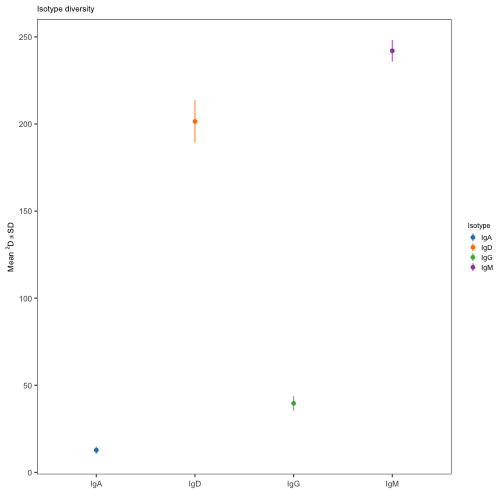 Isotype diversity
Mean ²D ± SD
250
200
150
100
50
0
IgA IgD IgG IgM
Isotype
IgA
IgD
IgG
IgM